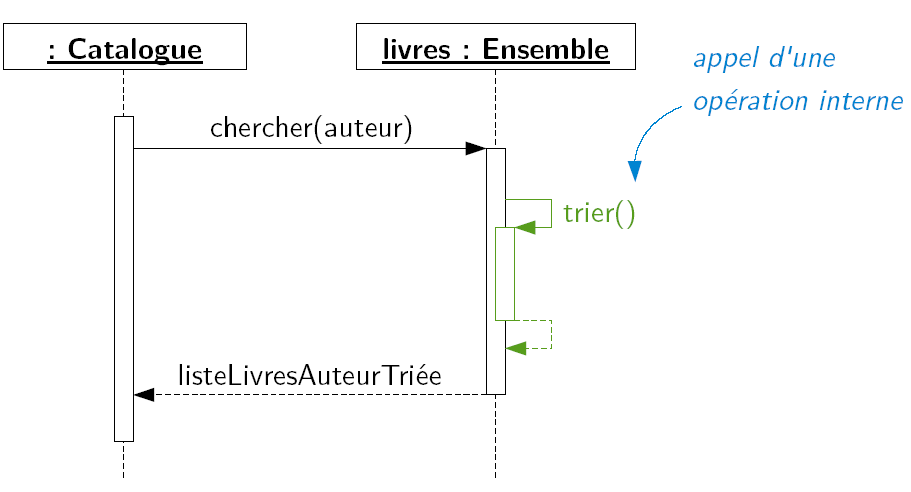 : Catalogue
livres : Ensemble
appel d'une
opération interne
chercher(auteur)
trier()
listeLivresAuteurTriée